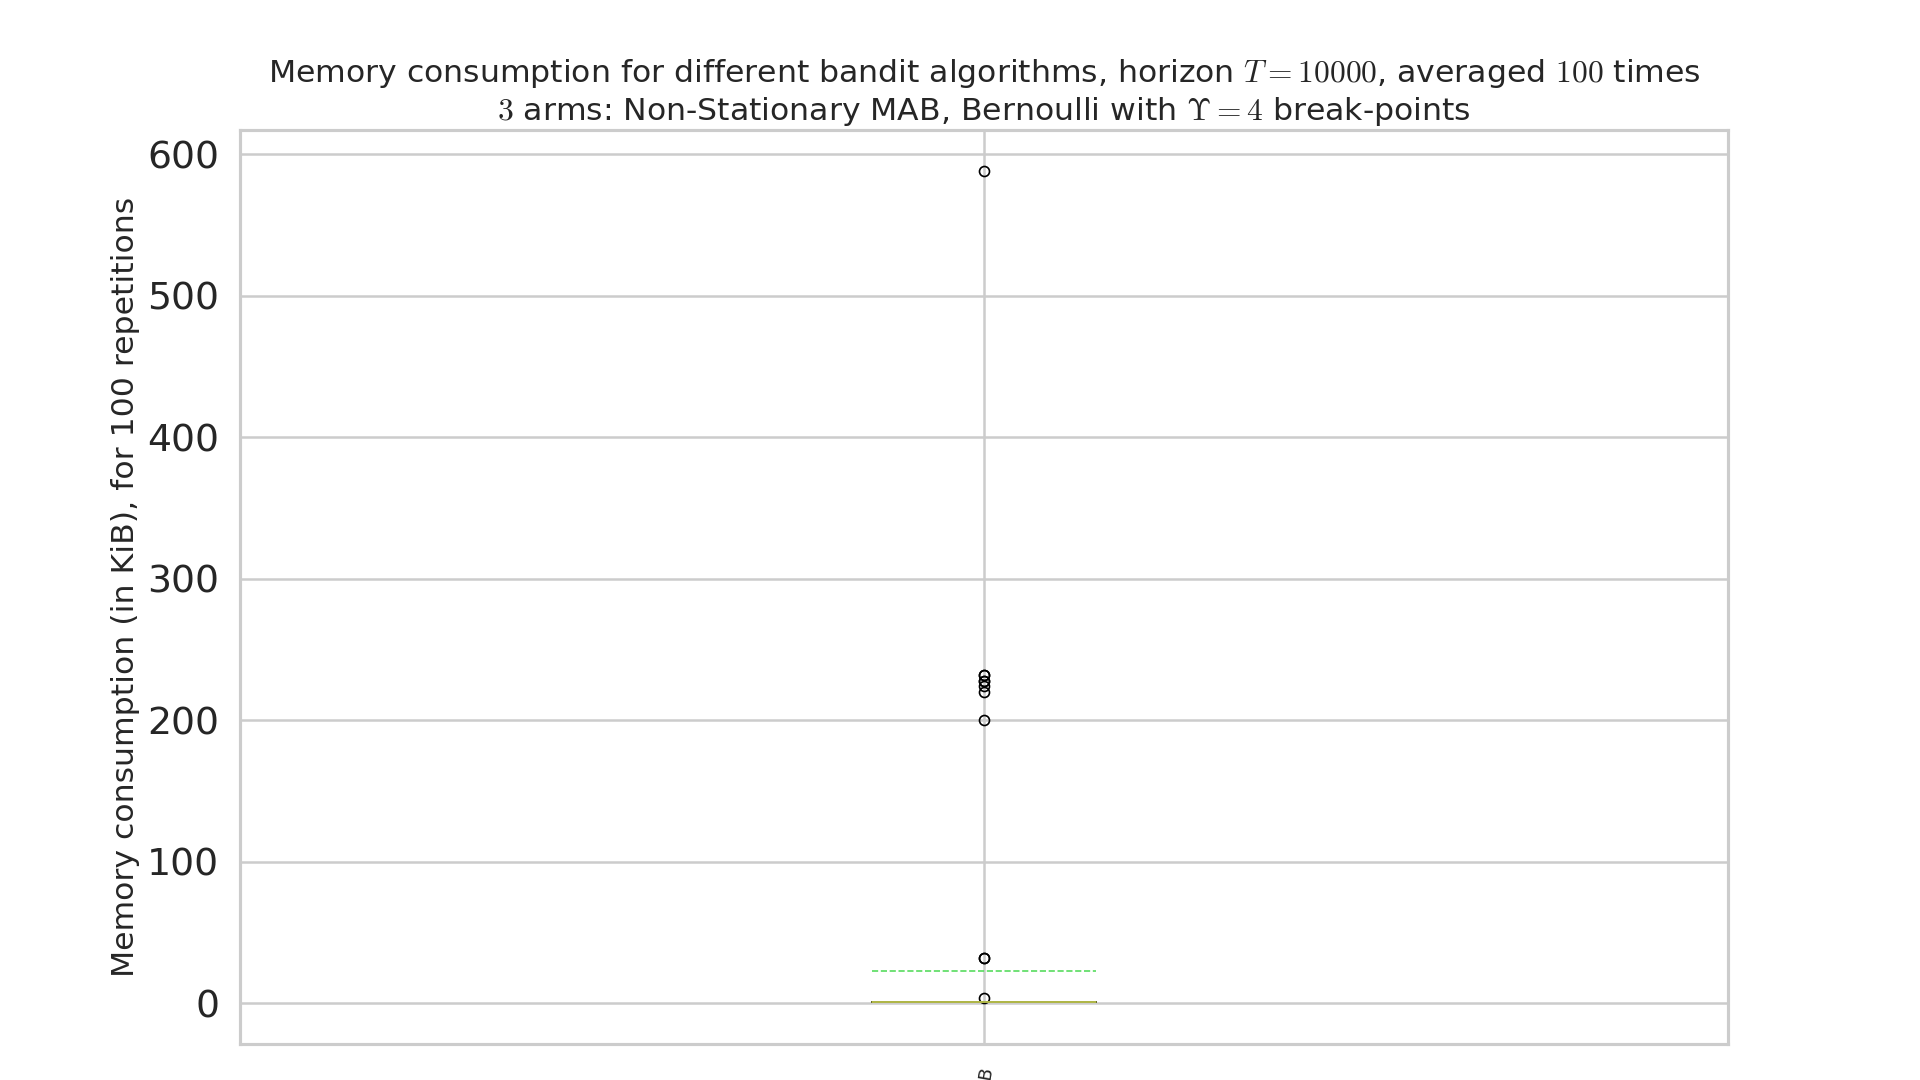 Memory consumption for different bandit algorithms, horizon T = 10000, averaged 100 times
3 arms: Non-Stationary MAB, Bernoulli with Υ = 4 break-points
Memory consumption (in KiB), for 100 repetitions
600
500
400
300
200
100
0
B